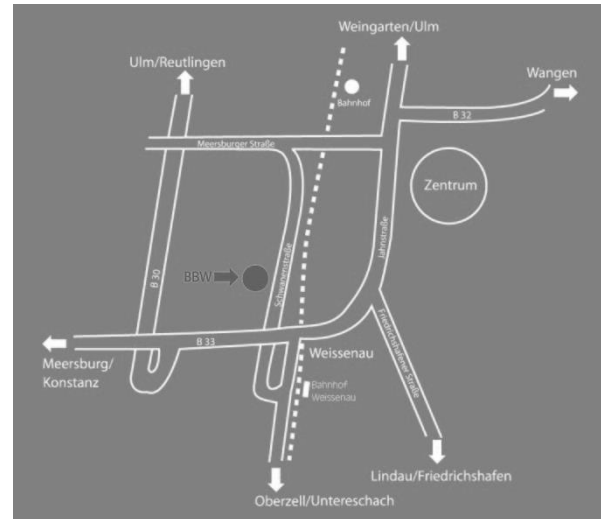 Weingarten/Ulm
Ulm/Reutlingen
Wangen
Bahnhof
B 32
Meersburger Straße
Zentrum
Jahnstraße
BBW
B 30
Schwanenstraße
Friedrichshafener Straße
B 33
Weissenau
Meersburg/
Konstanz
Bahnhof
Weissenau
Lindau/Friedrichshafen
Oberzell/Untereschach